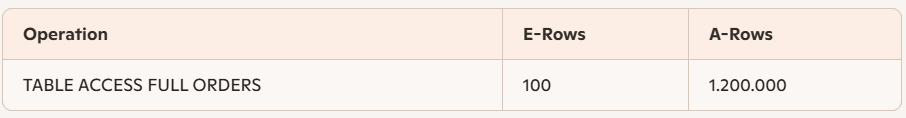 Operation E-Rows A-Rows
TABLE ACCESS FULL ORDERS 100 1.200.000